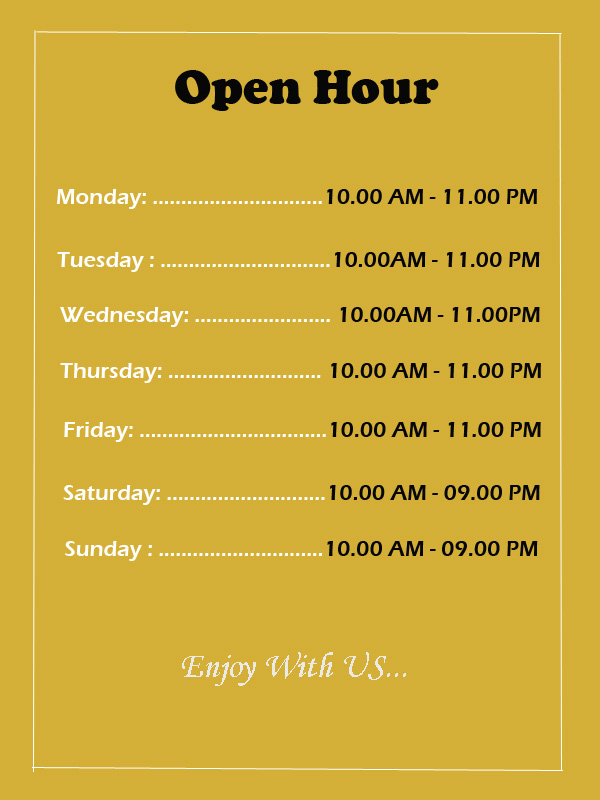 Open Hour
Monday: ..............................10.00 AM - 11.00 PM
Tuesday : ..............................10.00AM - 11.00 PM
Wednesday: ........................ 10.00AM - 11.00PM
Thursday: ........................... 10.00 AM - 11.00 PM
Friday: .................................10.00 AM - 11.00 PM
Saturday: ............................10.00 AM - 09.00 PM
Sunday : .............................10.00 AM - 09.00 PM
Enjoy With US...